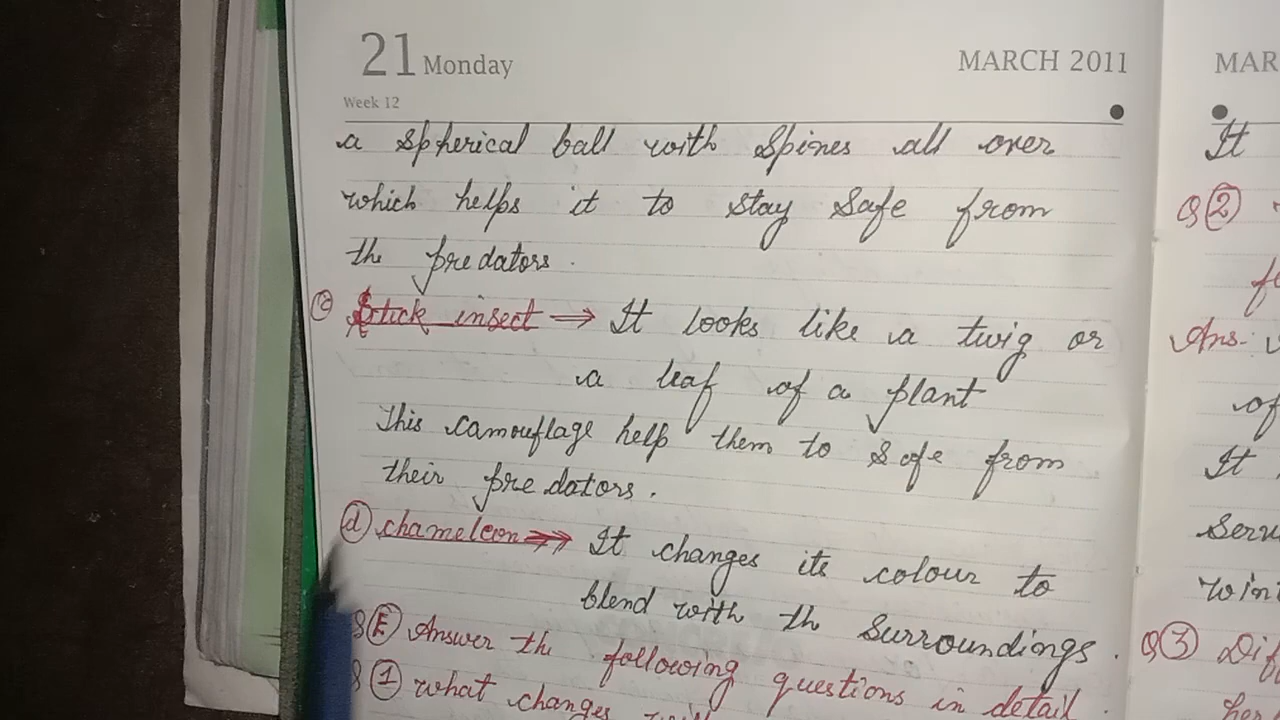 21 Monday
MARCH 2011
Week 12
a spherical ball with spines all over
which helps it to stay safe from
the predators.
(c) Stick insect → It looks like a twig or
a leaf of a plant
This camouflage help them to safe from
their predators.
(d) chameleon → It changes its colour to
blend with th surroundings.
Q (E) Answer the following questions in detail.
Q (1) what changes will
MAR
It
Q (2)
Ans.
of
It
Q (3)